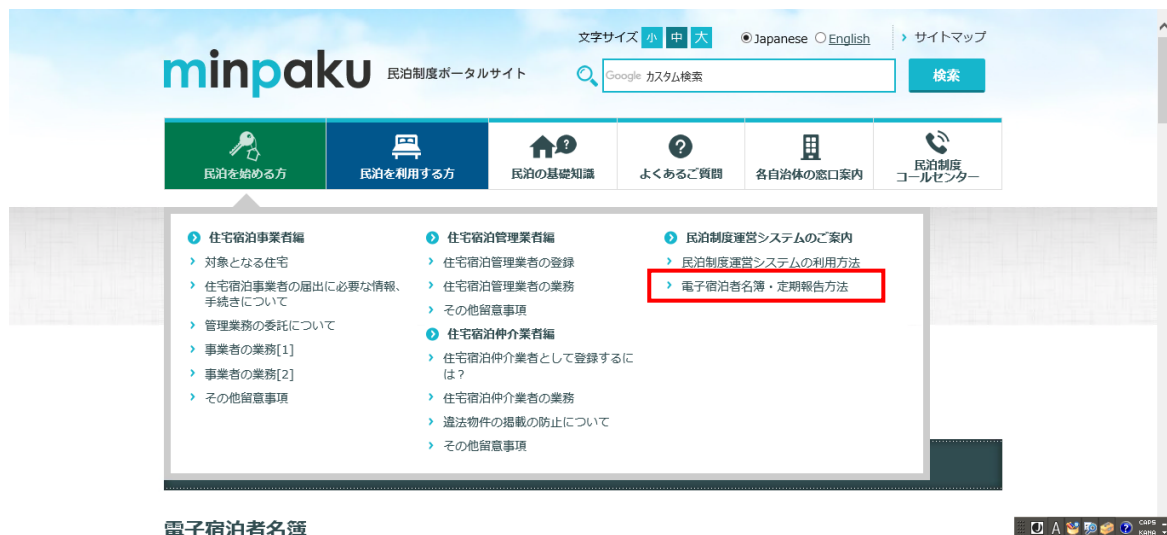 文字サイズ 小 中 大 Japanese English サイトマップ
minpaku 民泊制度ポータルサイト Google カスタム検索 検索
民泊を始める方 民泊を利用する方 民泊の基礎知識 よくあるご質問 各自治体の窓口案内 民泊制度
コールセンター
住宅宿泊事業者編
対象となる住宅
住宅宿泊事業者の届出に必要な情報、
手続きについて
管理業務の委託について
事業者の業務[1]
事業者の業務[2]
その他留意事項
住宅宿泊管理業者編
住宅宿泊管理業者の登録
住宅宿泊管理業者の業務
その他留意事項
住宅宿泊仲介業者編
住宅宿泊仲介業者として登録するに
は？
住宅宿泊仲介業者の業務
違法物件の掲載の防止について
その他留意事項
民泊制度運営システムのご案内
民泊制度運営システムの利用方法
電子宿泊者名簿・定期報告方法
電子宿泊者名簿
A CAPS
KANA